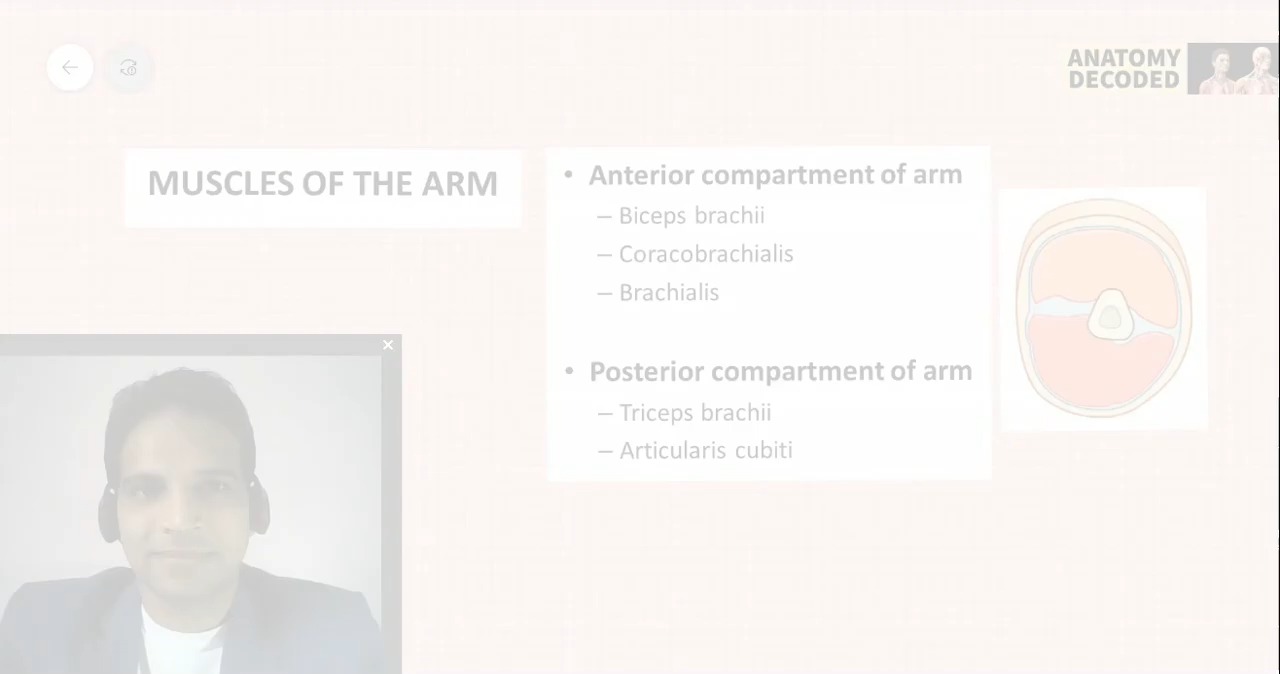 ANATOMY
DECODED
MUSCLES OF THE ARM
• Anterior compartment of arm
– Biceps brachii
– Coracobrachialis
– Brachialis
• Posterior compartment of arm
– Triceps brachii
– Articularis cubiti